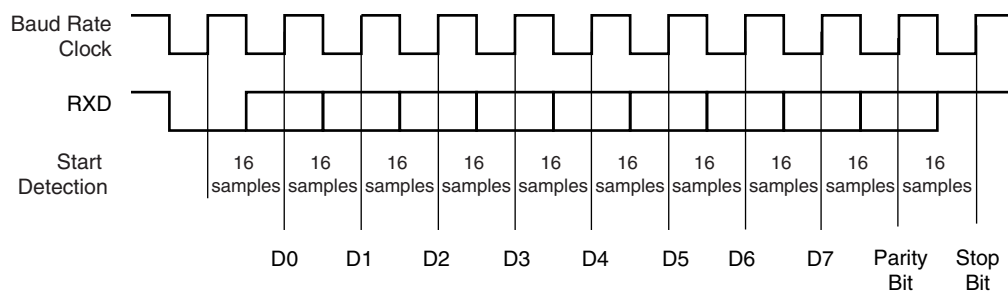 Baud Rate
Clock
RXD
Start
Detection
16 16 16 16 16 16 16 16 16 16
samples samples samples samples samples samples samples samples samples samples
D0 D1 D2 D3 D4 D5 D6 D7 Parity Stop
Bit Bit